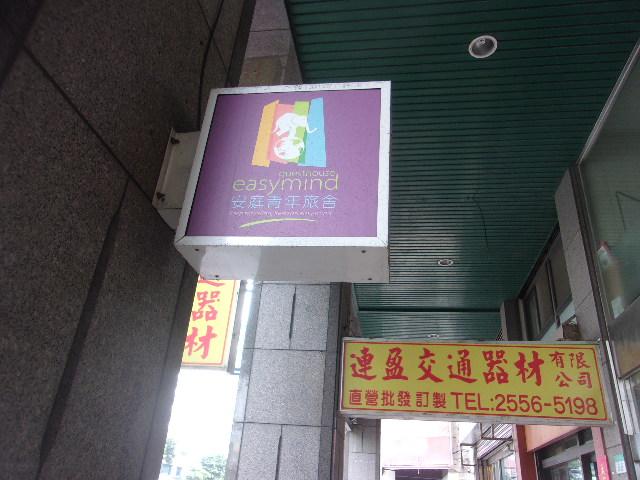 guesthouse
easymind
安庭青年旅舍
器
材
連盈交通器材有限公司
直營批發訂製 TEL:2556-5198